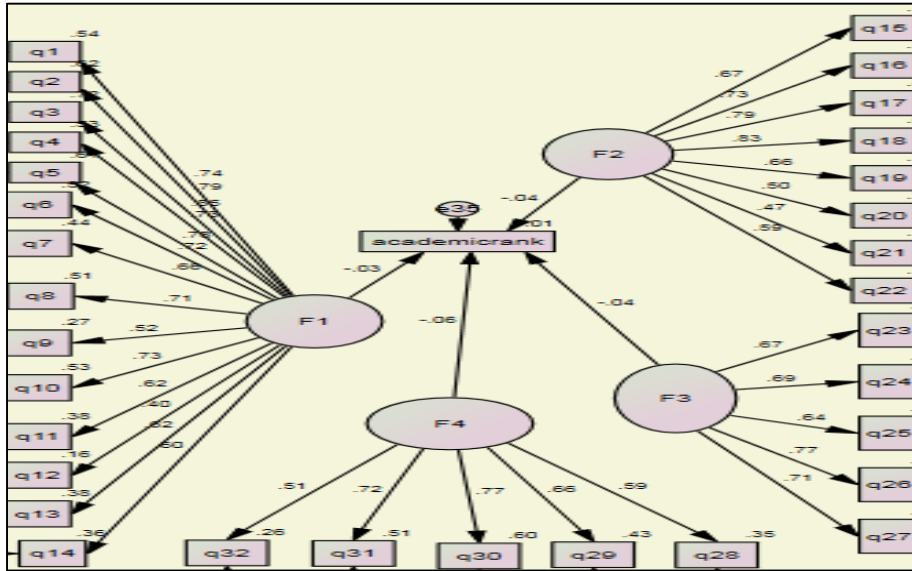 .54
q1
.62
q2
q3
q4
q5
q6
.44
q7
.51
q8
.27
q9
.53
q10
.38
q11
.16
q12
.38
q13
.36
q14
.74
.79
.72
.66
.71
.52
.73
.62
.40
.62
.60
F1
-.03
e35
.01
academicrank
-.04
F2
.67
.73
.79
.83
.66
.50
.47
.59
q15
q16
q17
q18
q19
q20
q21
q22
-.06
-.04
F4
F3
.67
.69
.64
.77
.71
q23
q24
q25
q26
q27
.51
.72
.77
.66
.59
.26
.51
.60
.43
.35
q32
q31
q30
q29
q28